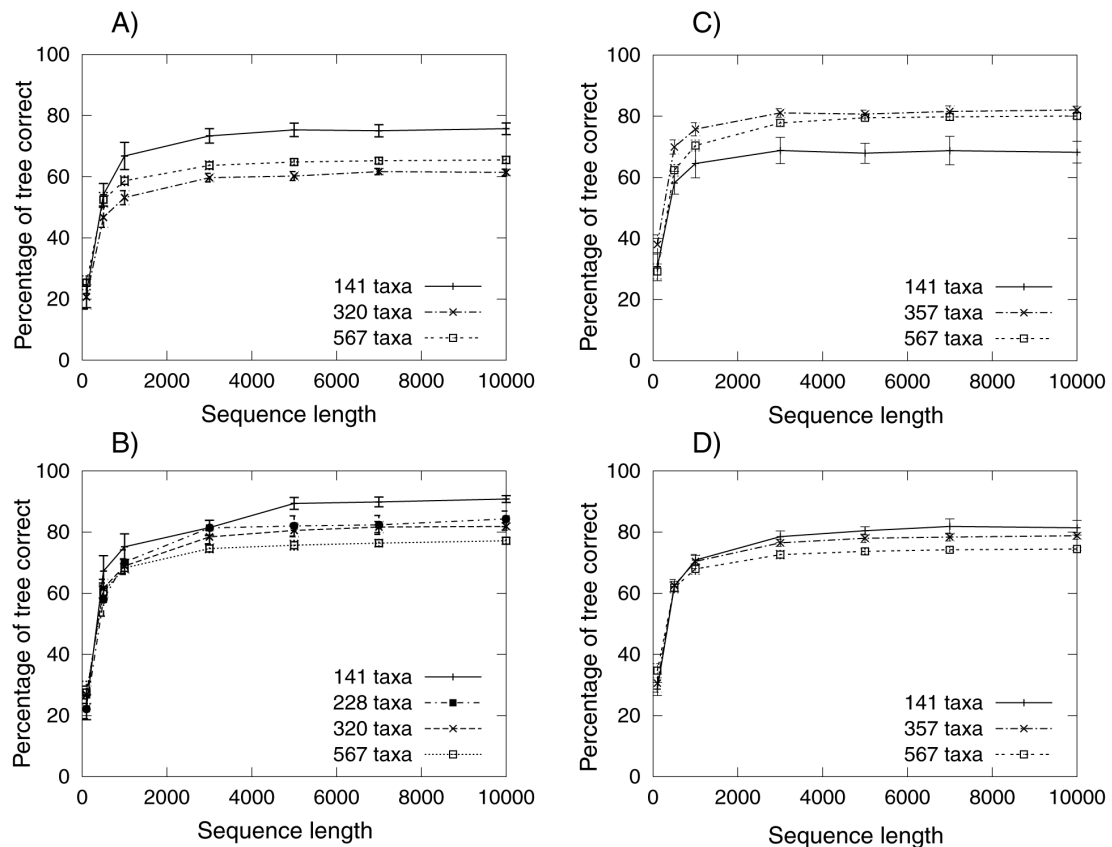 A)
Percentage of tree correct
100
80
60
40
20
0
141 taxa
320 taxa
567 taxa
0 2000 4000 6000 8000 10000
Sequence length
C)
Percentage of tree correct
100
80
60
40
20
0
141 taxa
357 taxa
567 taxa
0 2000 4000 6000 8000 10000
Sequence length
B)
Percentage of tree correct
100
80
60
40
20
0
141 taxa
228 taxa
320 taxa
567 taxa
0 2000 4000 6000 8000 10000
Sequence length
D)
Percentage of tree correct
100
80
60
40
20
0
141 taxa
357 taxa
567 taxa
0 2000 4000 6000 8000 10000
Sequence length